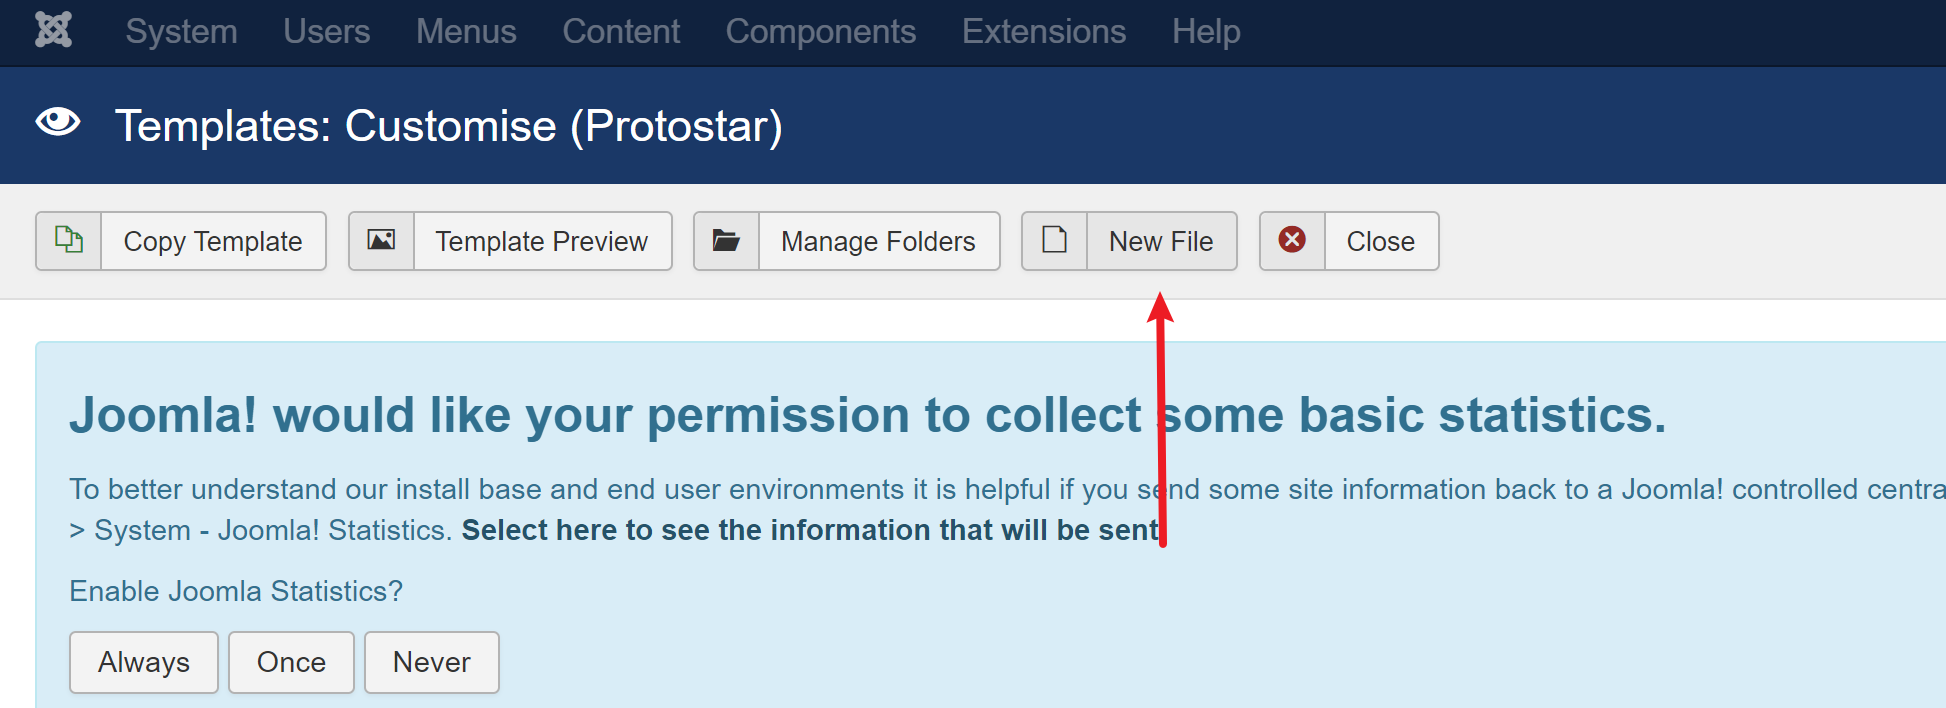 System Users Menus Content Components Extensions Help
Templates: Customise (Protostar)
Copy Template Template Preview Manage Folders New File Close
Joomla! would like your permission to collect some basic statistics.
To better understand our install base and end user environments it is helpful if you send some site information back to a Joomla! controlled centra
> System - Joomla! Statistics. Select here to see the information that will be sent
Enable Joomla Statistics?
Always Once Never